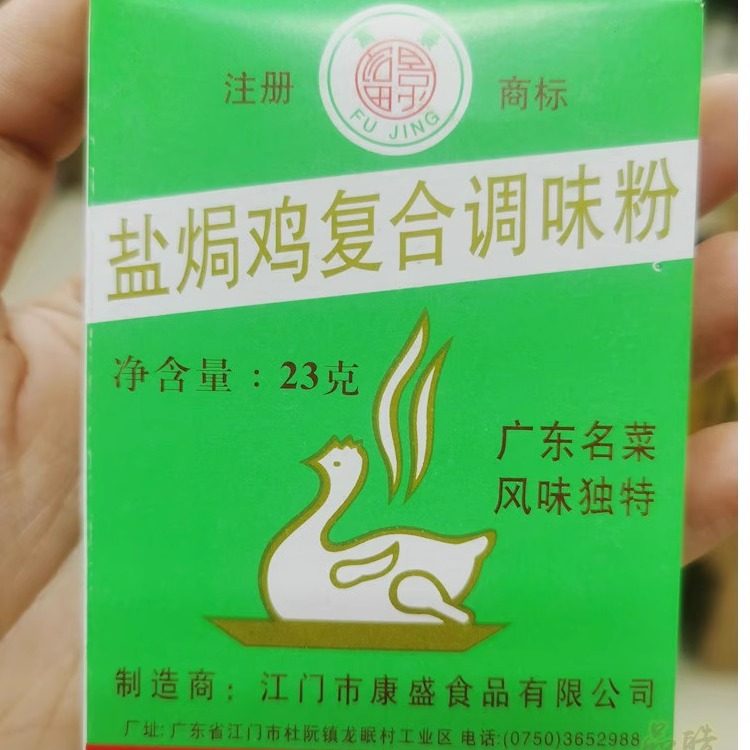 注册 商标
FU JING
盐焗鸡复合调味粉
净含量：23克
广东名菜
风味独特
制造商：江门市康盛食品有限公司
厂址：广东省江门市杜阮镇龙眠村工业区 电话：(0750)3652988